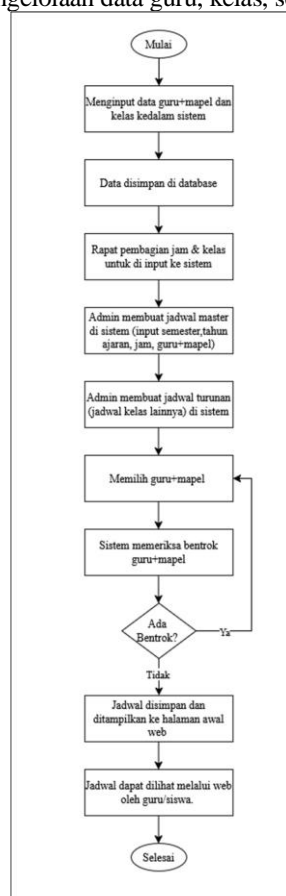 data guru, kelas,
Mulai
Menginput data guru+mapel dan
kelas kedalam sistem
Data disimpan di database
Rapat pembagian jam & kelas
untuk di input ke sistem
Admin membuat jadwal master
di sistem (input semester,tahun
ajaran, jam, guru+mapel)
Admin membuat jadwal turunan
(jadwal kelas lainnya) di sistem
Memilih guru+mapel
Sistem memeriksa bentrok
guru+mapel
Ada
Bentrok?
Ya
Tidak
Jadwal disimpan dan
ditampilkan ke halaman awal
web
Jadwal dapat dilihat melalui web
oleh guru/siswa.
Selesai